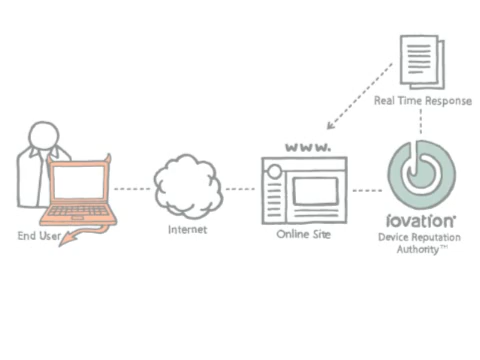 Real Time Response
www.
End User
Internet
Online Site
iovation®
Device Reputation
Authority™